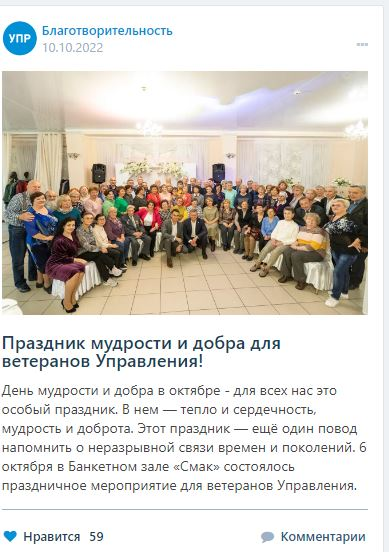 УПР
Благотворительность
10.10.2022
Праздник мудрости и добра для
ветеранов Управления!
День мудрости и добра в октябре - для всех нас это
особый праздник. В нем — тепло и сердечность,
мудрость и доброта. Этот праздник — ещё один повод
напомнить о неразрывной связи времен и поколений. 6
октября в Банкетном зале «Смак» состоялось
праздничное мероприятие для ветеранов Управления.
Нравится 59
Комментарии